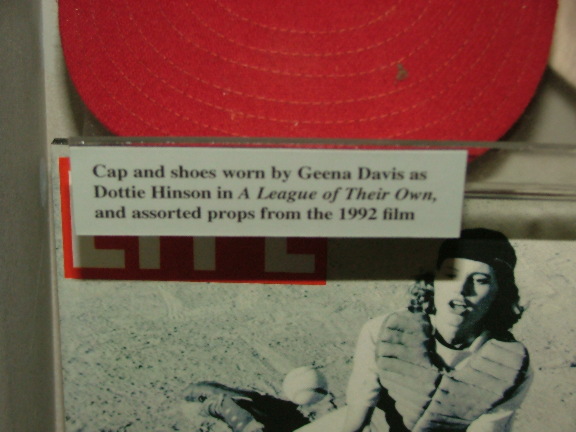 Cap and shoes worn by Geena Davis as
Dottie Hinson in A League of Their Own,
and assorted props from the 1992 film
LIFE